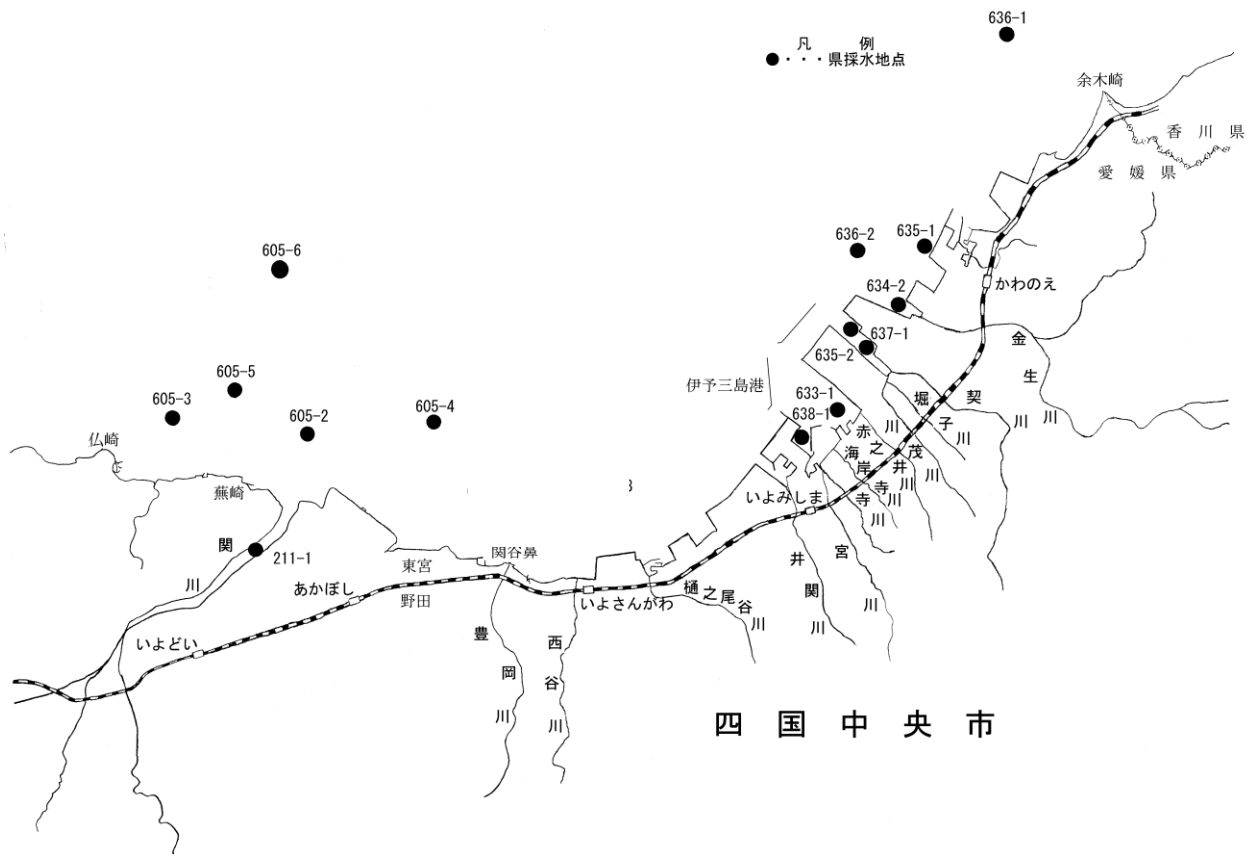 636-1
凡例
●・・・県採水地点
余木崎
香川県
愛媛県
636-2
635-1
605-6
634-2
かわのえ
637-1
635-2
金生川
伊予三島港
605-5
605-3
605-2
605-4
633-1
638-1
堀川
契川
子川
赤之井川
茂川
海岸寺川
寺川
仏崎
蕪崎
いよみしま
関川
211-1
東宮
関谷鼻
あかぼし
野田
いよさんがわ
樋之尾谷川
井関川
宮川
いよどい
豊岡川
西谷川
四国中央市